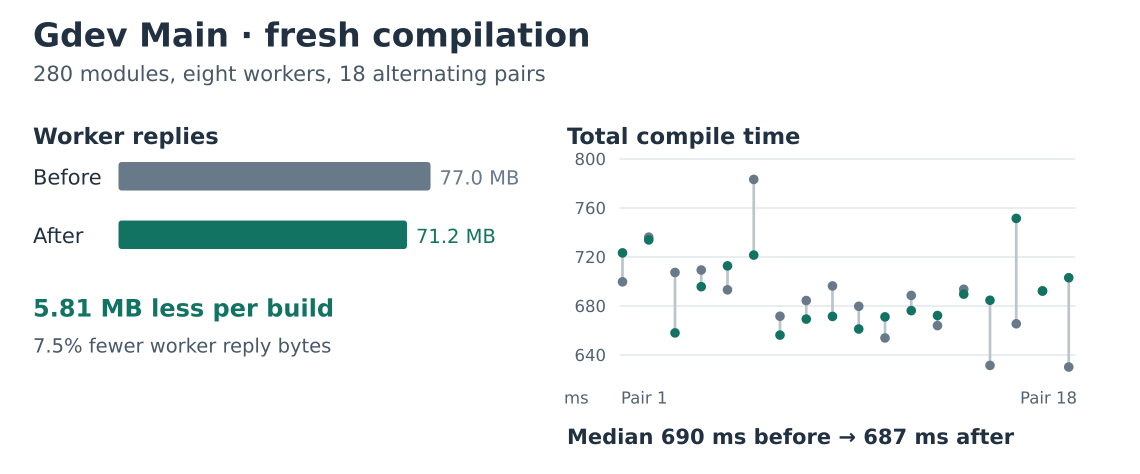 Gdev Main · fresh compilation
280 modules, eight workers, 18 alternating pairs
Worker replies
Before 77.0 MB
After 71.2 MB
5.81 MB less per build
7.5% fewer worker reply bytes
Total compile time
800
760
720
680
640
ms Pair 1 Pair 18
Median 690 ms before → 687 ms after